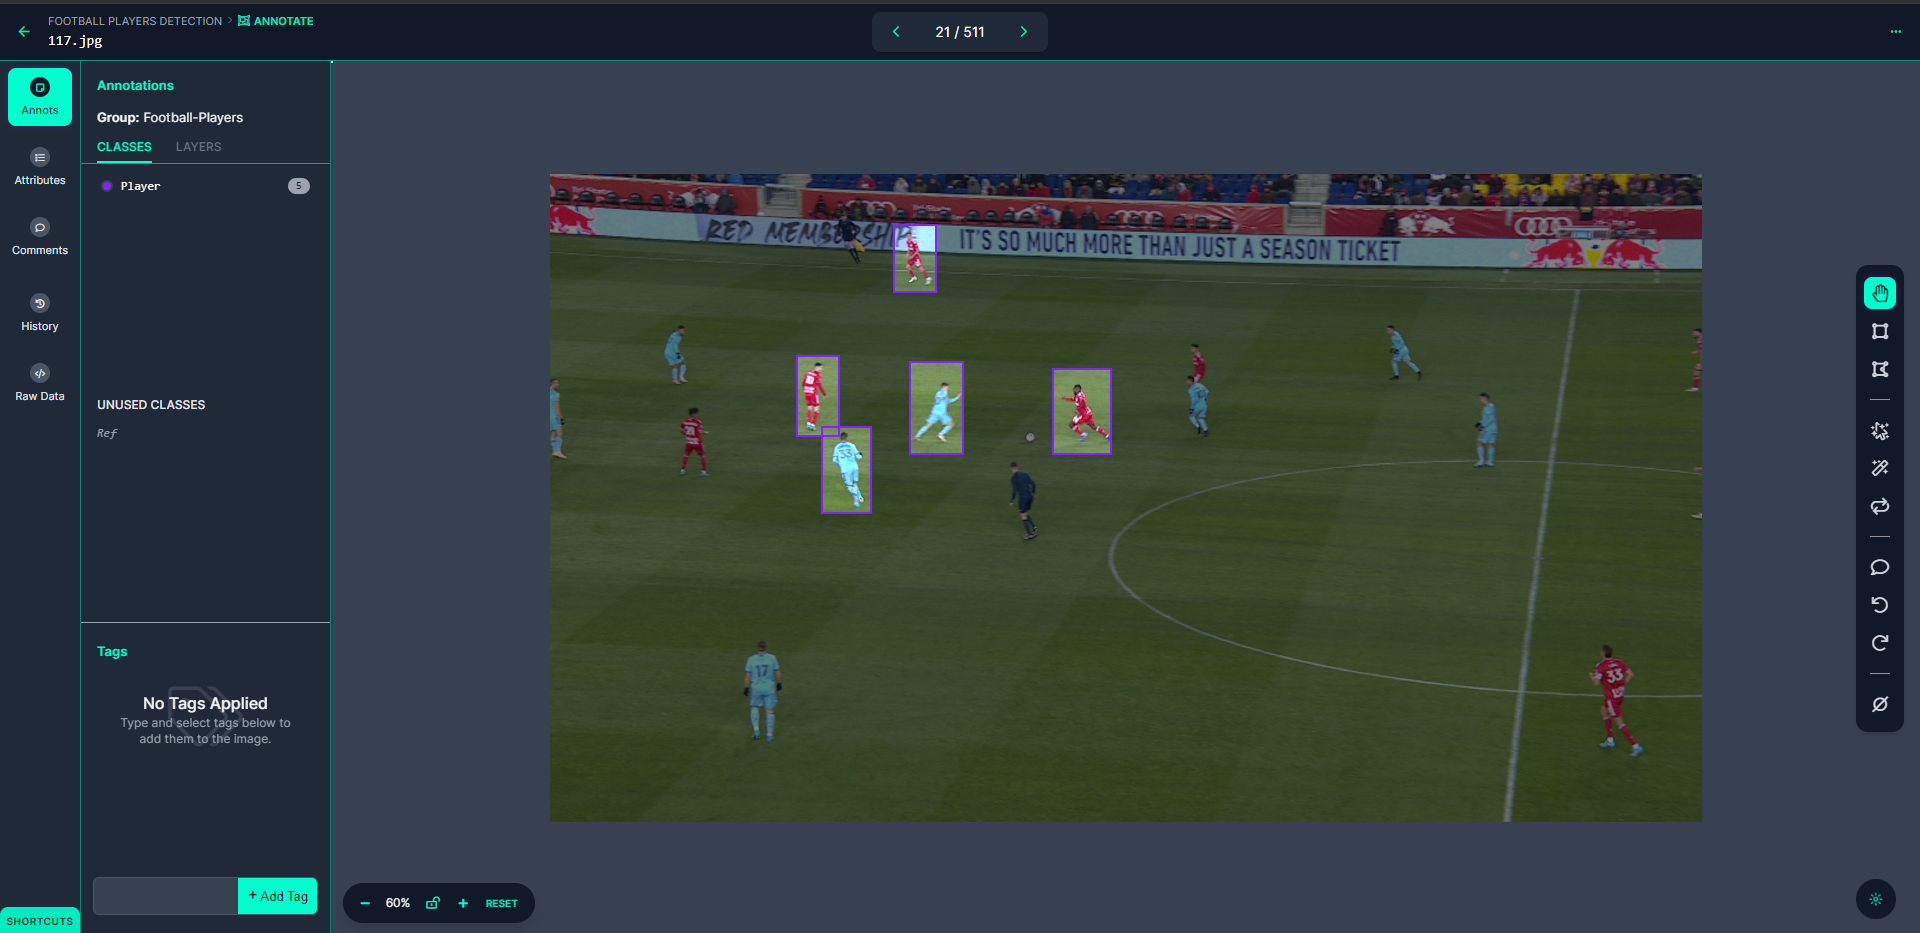 FOOTBALL PLAYERS DETECTION > ANNOTATE
117.jpg
21 / 511
Annots
Attributes
Comments
History
Raw Data
SHORTCUTS
Annotations
Group: Football-Players
CLASSES LAYERS
Player 5
UNUSED CLASSES
Ref
Tags
No Tags Applied
Type and select tags below to
add them to the image.
+ Add Tag
RED MEMBERSHIP
IT'S SO MUCH MORE THAN JUST A SEASON TICKET
10
33
17
33
60%
RESET